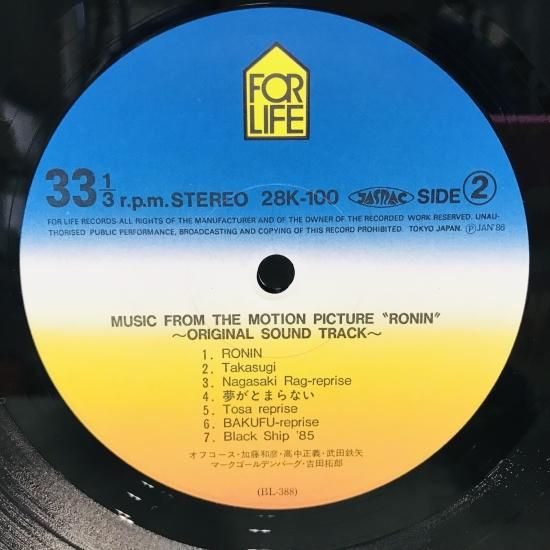 FOR
LIFE
33 1/3 r.p.m. STEREO 28K-100 JASRAC SIDE 2
FOR LIFE RECORDS·ALL RIGHTS OF THE MANUFACTURER AND OF THE OWNER OF THE RECORDED WORK RESERVED. UNAU-
THORISED PUBLIC PERFORMANCE, BROADCASTING AND COPYING OF THIS RECORD PROHIBITED. TOKYO JAPAN. Ⓟ JAN'86
MUSIC FROM THE MOTION PICTURE "RONIN"
～ORIGINAL SOUND TRACK～
1. RONIN
2. Takasugi
3. Nagasaki Rag-reprise
4. 夢がとまらない
5. Tosa reprise
6. BAKUFU-reprise
7. Black Ship '85
オフコース・加藤和彦・高中正義・武田鉄矢
マークゴールデンバーグ・吉田拓郎
(BL-388)